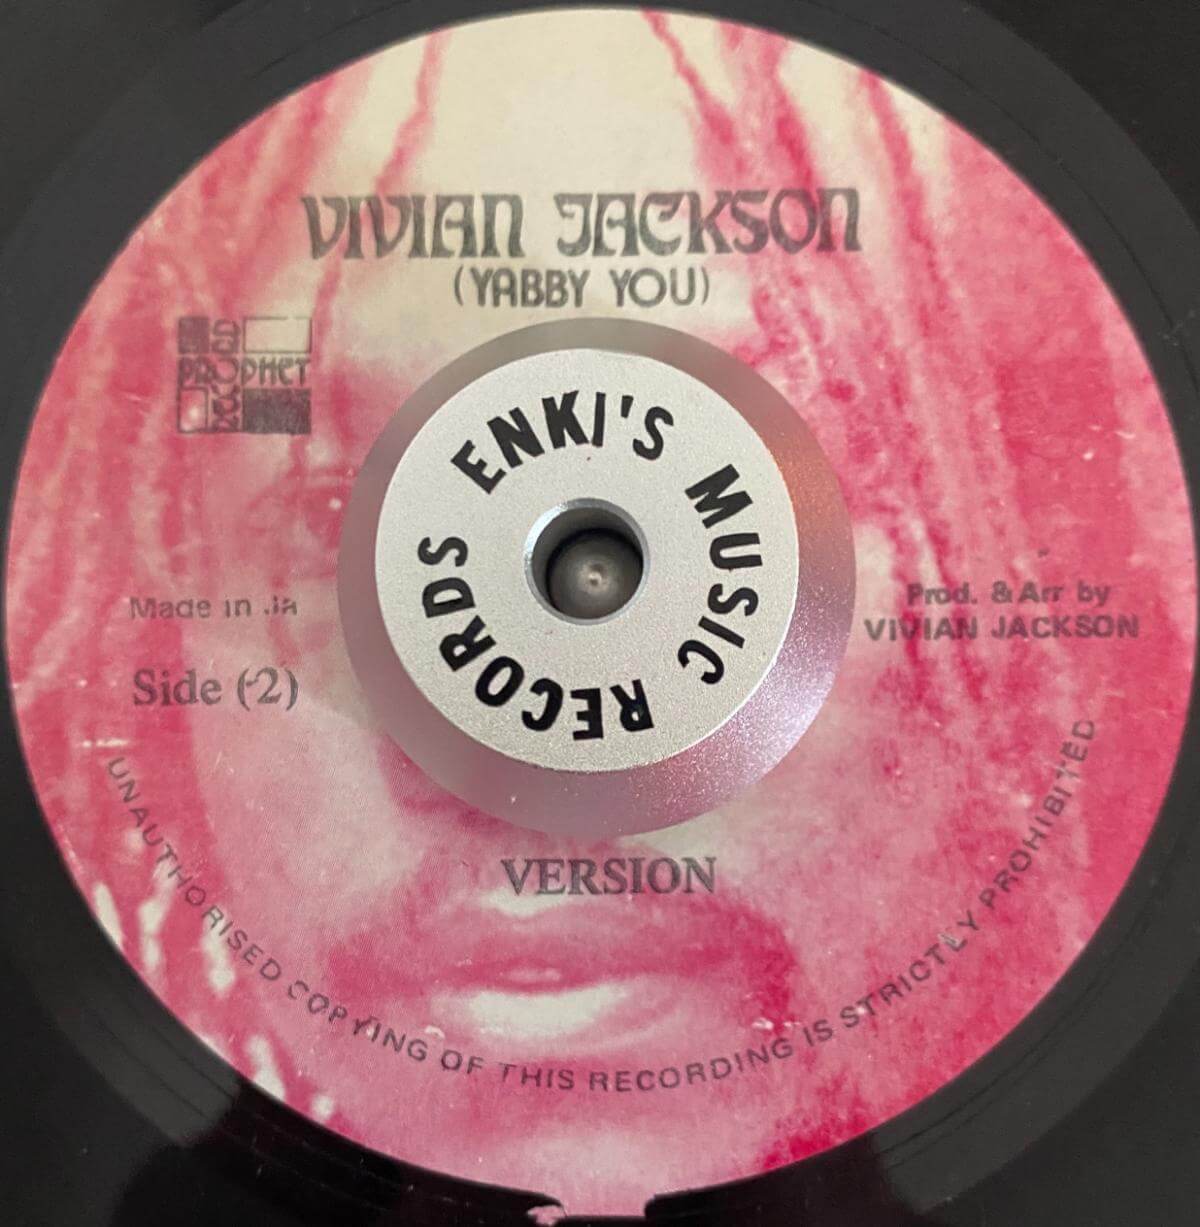 VIVIAN JACKSON
(YABBY YOU)
PROPHET
ENKI'S MUSIC RECORDS
Made in Ja
Side (2)
Prod. & Arr by
VIVIAN JACKSON
VERSION
UNAUTHORISED COPYING OF THIS RECORDING IS STRICTLY PROHIBITED